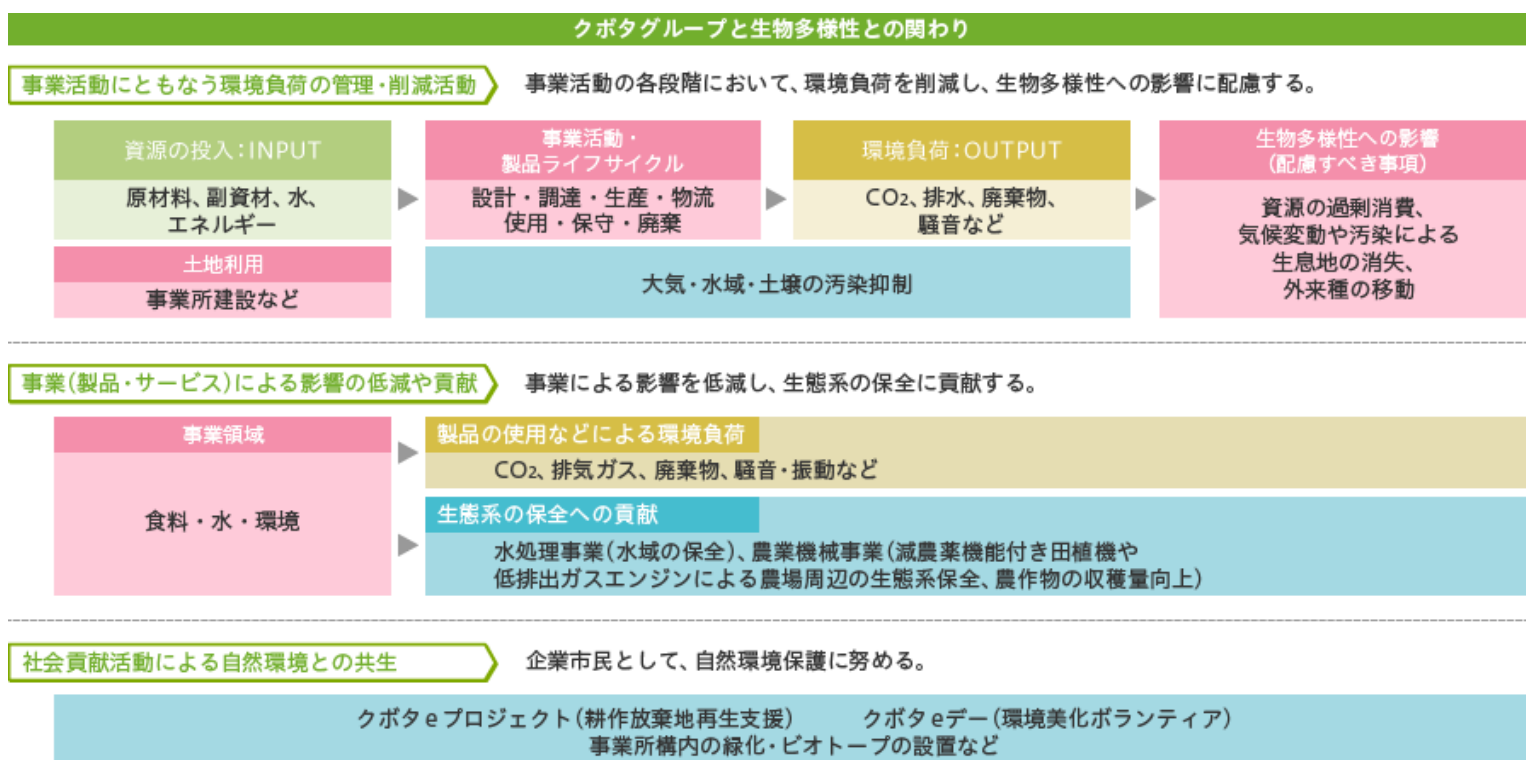 クボタグループと生物多様性との関わり
事業活動にともなう環境負荷の管理・削減活動
事業活動の各段階において、環境負荷を削減し、生物多様性への影響に配慮する。
資源の投入：INPUT
原材料、副資材、水、
エネルギー
土地利用
事業所建設など
事業活動・
製品ライフサイクル
設計・調達・生産・物流
使用・保守・廃棄
環境負荷：OUTPUT
CO2、排水、廃棄物、
騒音など
大気・水域・土壌の汚染抑制
生物多様性への影響
（配慮すべき事項）
資源の過剰消費、
気候変動や汚染による
生息地の消失、
外来種の移動
事業（製品・サービス）による影響の低減や貢献
事業による影響を低減し、生態系の保全に貢献する。
事業領域
食料・水・環境
製品の使用などによる環境負荷
CO2、排気ガス、廃棄物、騒音・振動など
生態系の保全への貢献
水処理事業（水域の保全）、農業機械事業（減農薬機能付き田植機や
低排出ガスエンジンによる農場周辺の生態系保全、農作物の収穫量向上）
社会貢献活動による自然環境との共生
企業市民として、自然環境保護に努める。
クボタeプロジェクト（耕作放棄地再生支援） クボタeデー（環境美化ボランティア）
事業所構内の緑化・ビオトープの設置など